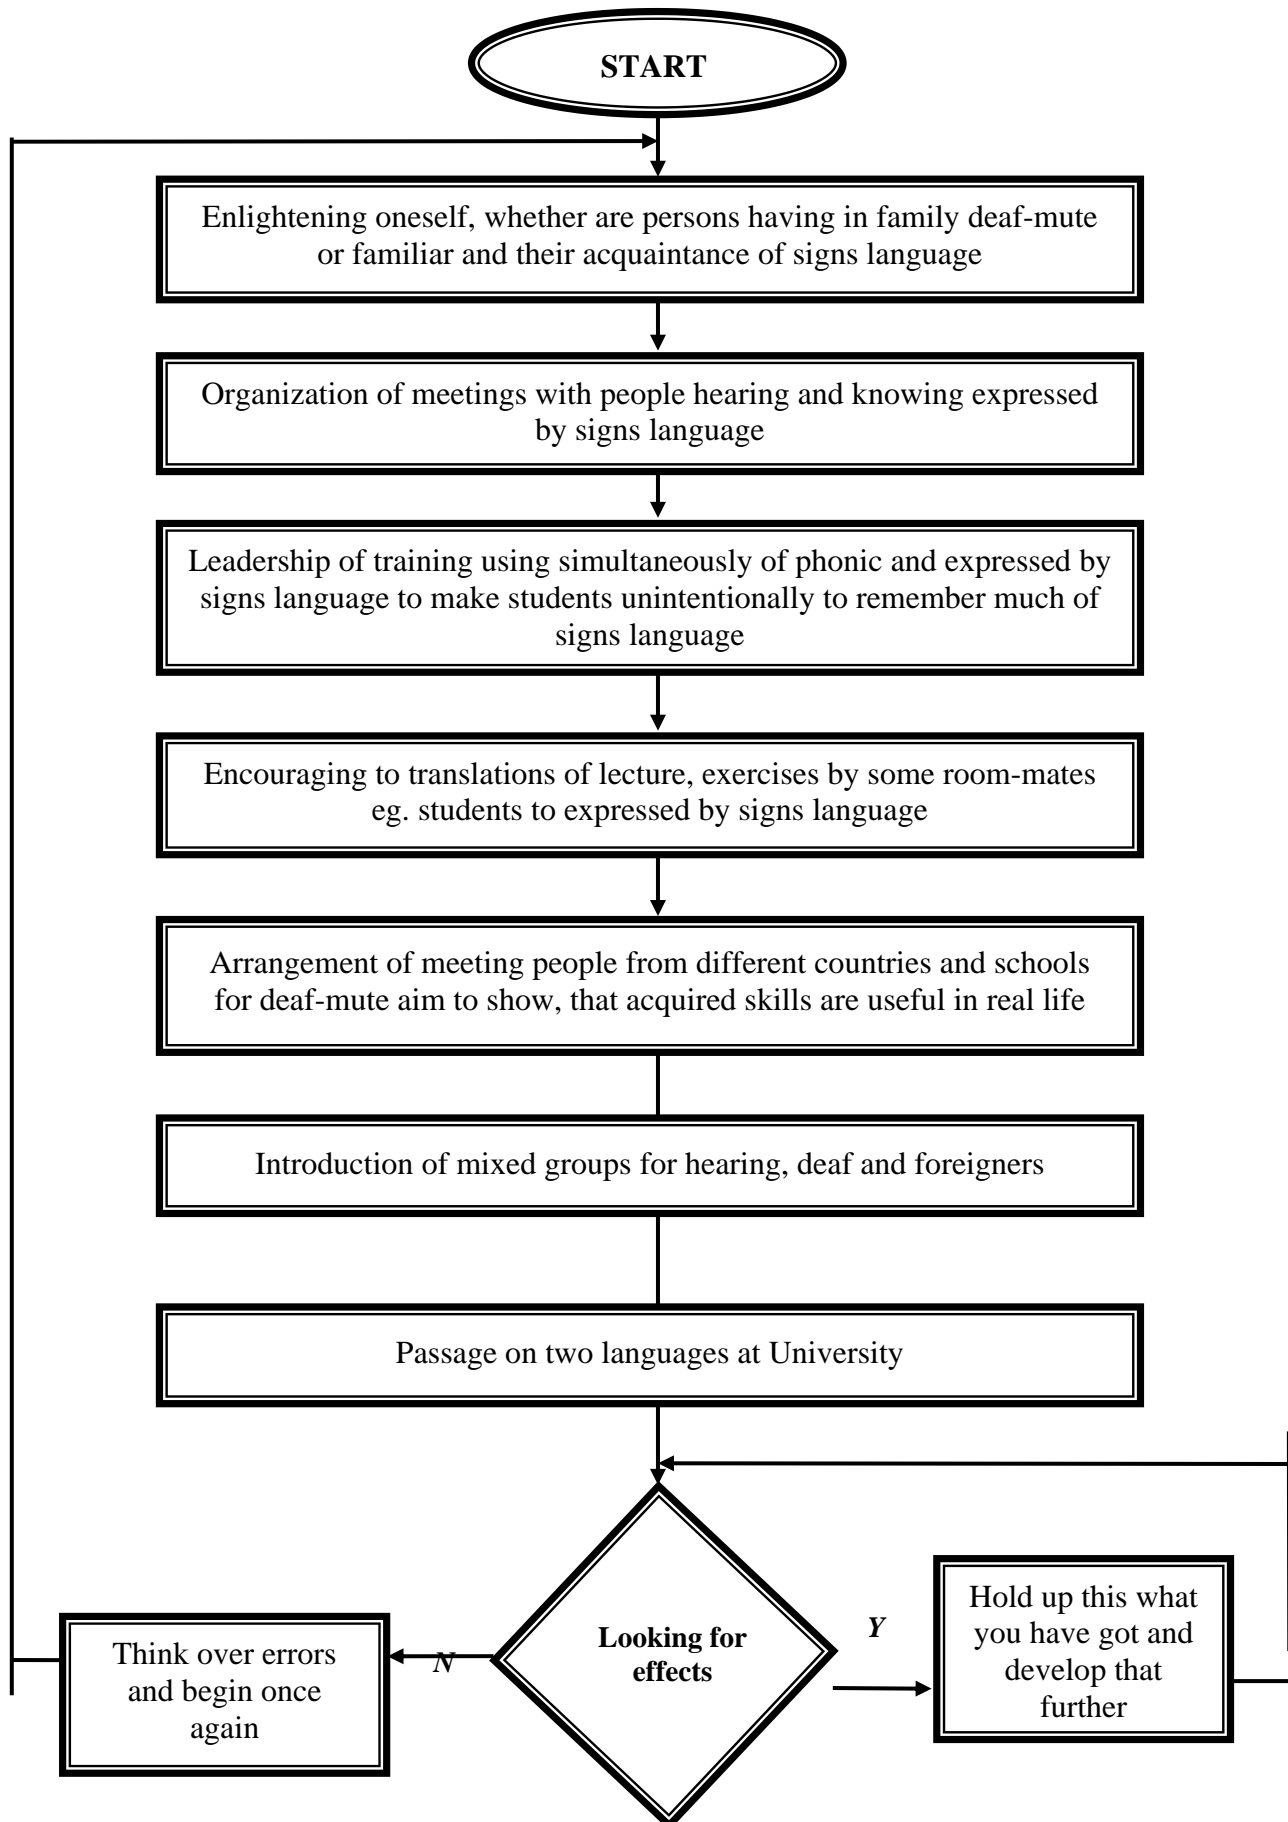 START
Enlightening oneself, whether are persons having in family deaf-mute
or familiar and their acquaintance of signs language
Organization of meetings with people hearing and knowing expressed
by signs language
Leadership of training using simultaneously of phonic and expressed by
signs language to make students unintentionally to remember much of
signs language
Encouraging to translations of lecture, exercises by some room-mates
eg. students to expressed by signs language
Arrangement of meeting people from different countries and schools
for deaf-mute aim to show, that acquired skills are useful in real life
Introduction of mixed groups for hearing, deaf and foreigners
Passage on two languages at University
Looking for
effects
N
Think over errors
and begin once
again
Y
Hold up this what
you have got and
develop that
further